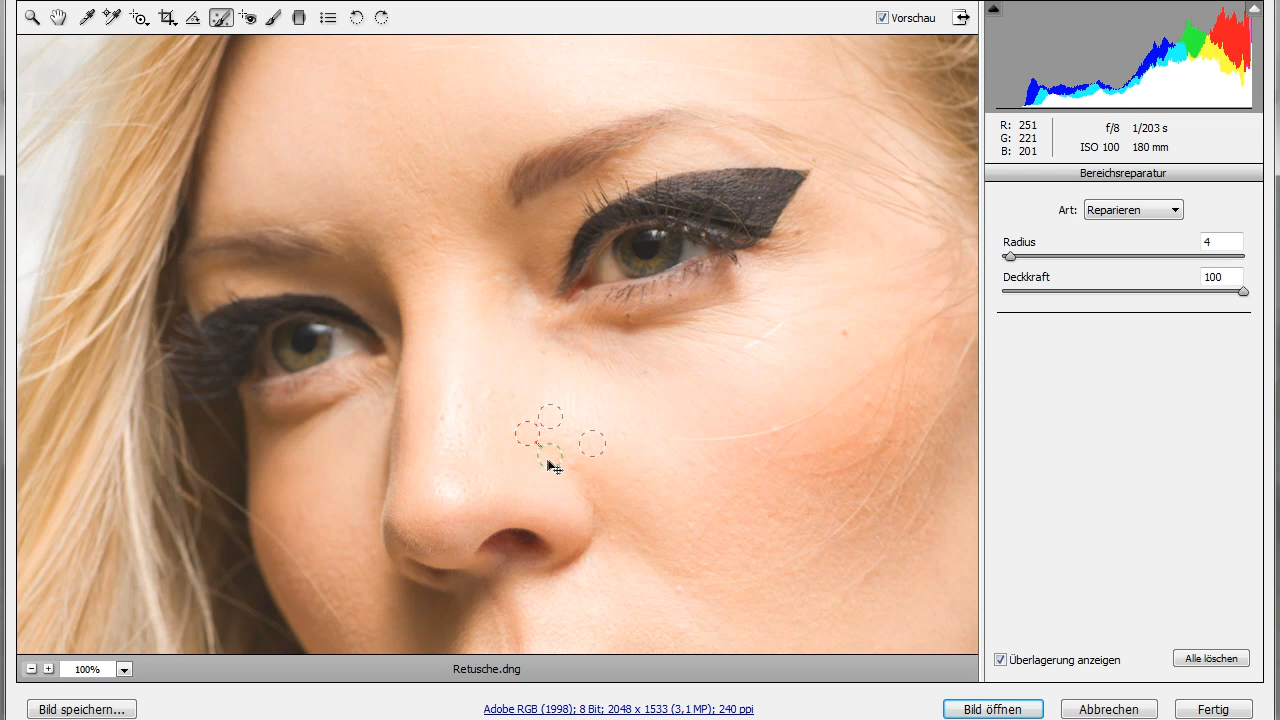 Vorschau
R: 251
G: 221
B: 201
f/8 1/203 s
ISO 100 180 mm
Bereichsreparatur
Art: Reparieren
Radius 4
Deckkraft 100
Überlagerung anzeigen
Alle löschen
100%
Retusche.dng
Bild speichern...
Adobe RGB (1998); 8 Bit; 2048 x 1533 (3,1 MP); 240 ppi
Bild öffnen
Abbrechen
Fertig